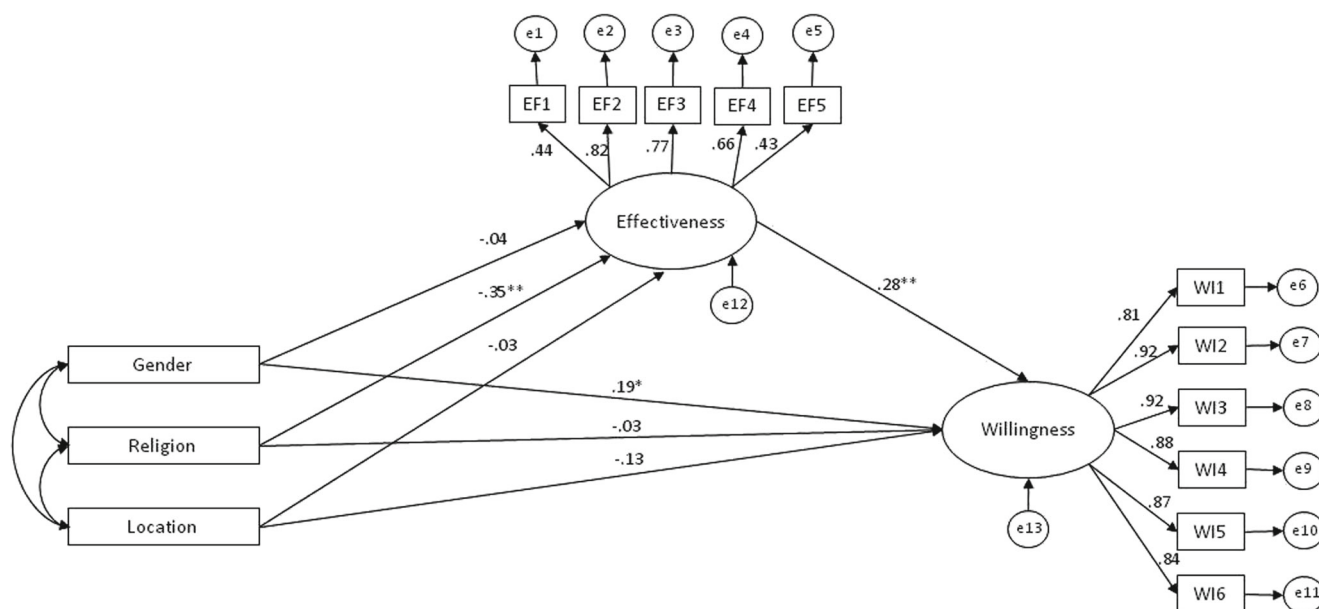 e1 e2 e3 e4 e5
EF1 EF2 EF3 EF4 EF5
.44 .82 .77 .66 .43
Effectiveness
-.04
-.35**
-.03
e12
.28**
Gender
Religion
Location
.19*
-.03
-.13
Willingness
e13
.81
.92
.92
.88
.87
.84
WI1 e6
WI2 e7
WI3 e8
WI4 e9
WI5 e10
WI6 e11